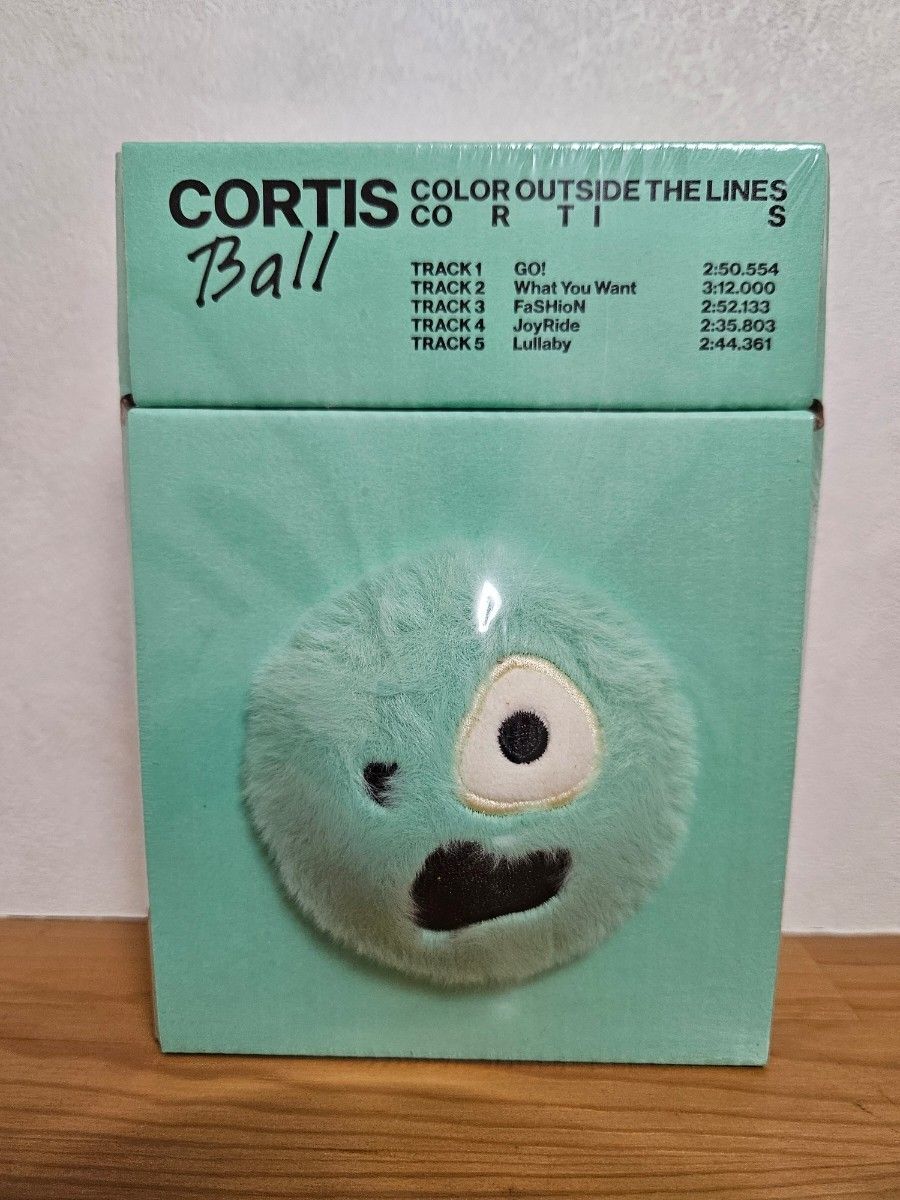 CORTIS
Ball
COLOR OUTSIDE THE LINES
CO R T I S
TRACK 1 GO! 2:50.554
TRACK 2 What You Want 3:12.000
TRACK 3 FaSHioN 2:52.133
TRACK 4 JoyRide 2:35.803
TRACK 5 Lullaby 2:44.361